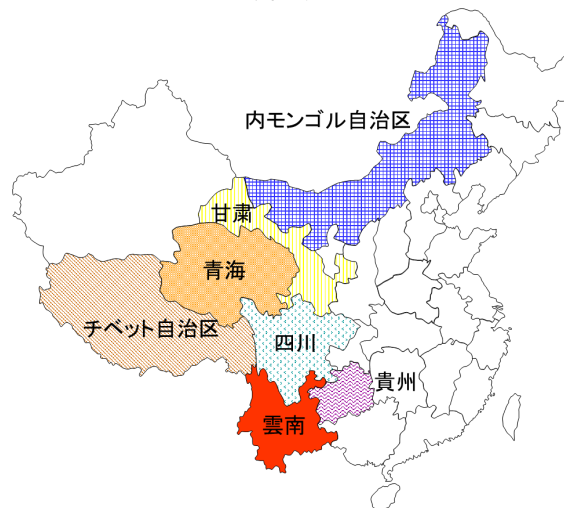 内モンゴル自治区
甘粛
青海
チベット自治区
四川
貴州
雲南